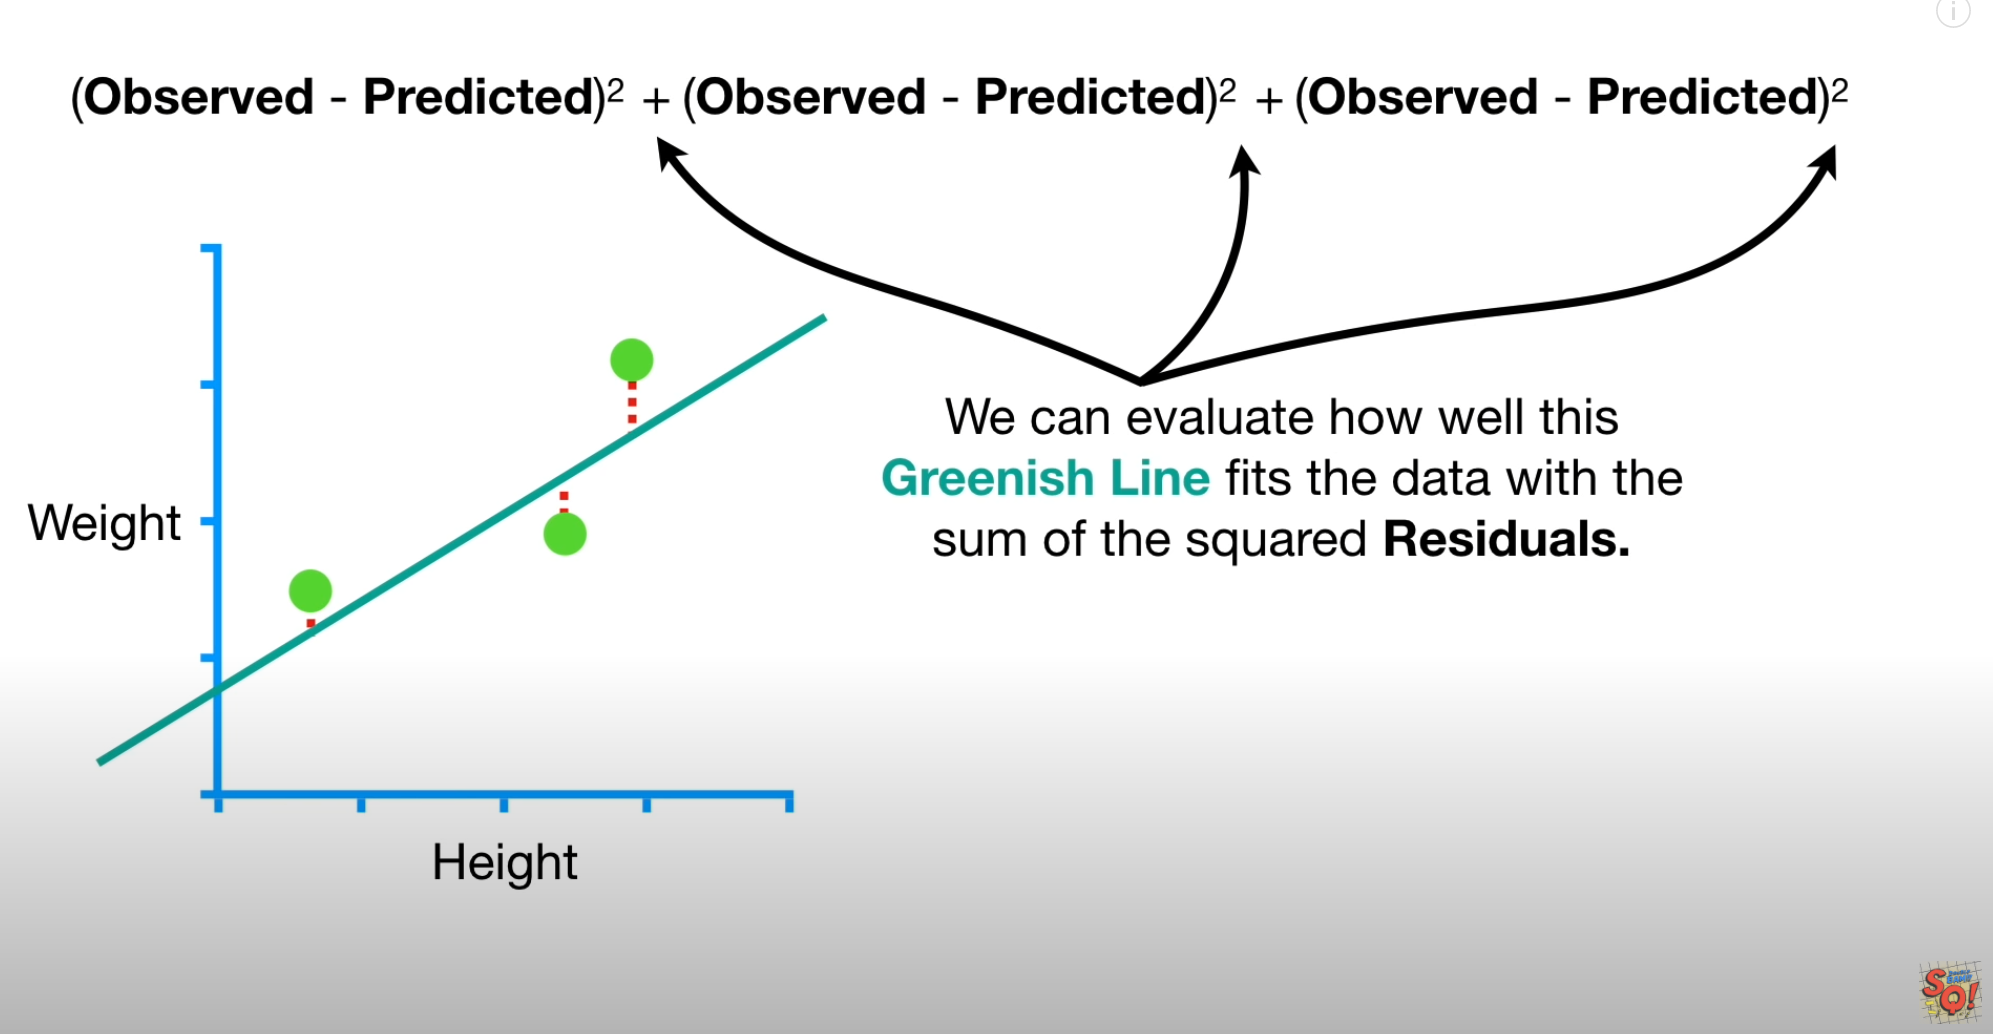 (Observed - Predicted)² + (Observed - Predicted)² + (Observed - Predicted)²
We can evaluate how well this
Greenish Line fits the data with the
sum of the squared Residuals.
Weight
Height
SQ!